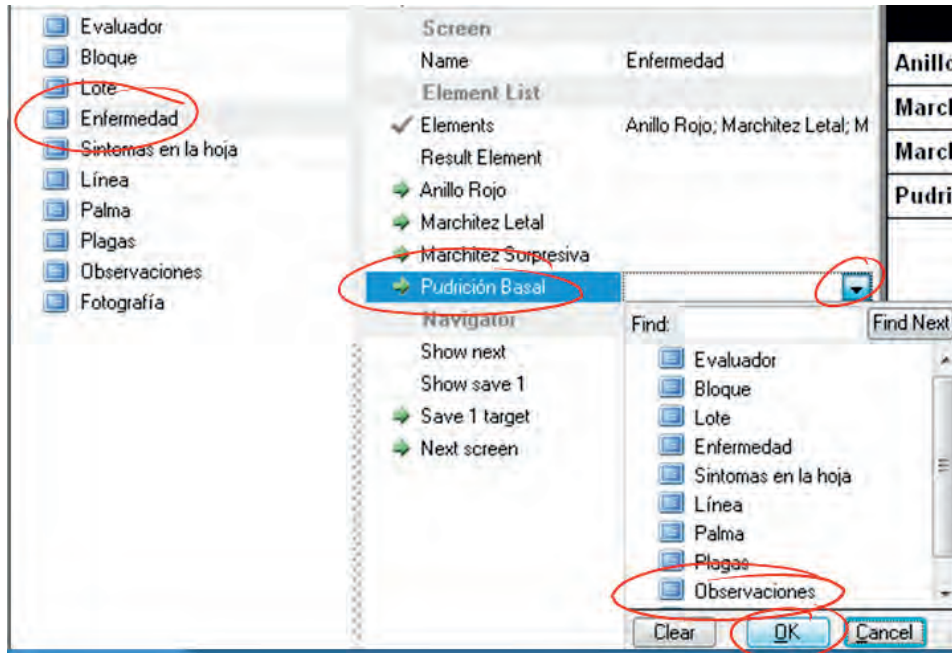 Evaluador
Bloque
Lote
Enfermedad
Sintomas en la hoja
Línea
Palma
Plagas
Observaciones
Fotografía
Screen
Name Enfermedad
Element List
Elements Anillo Rojo; Marchitez Letal; M
Result Element
Anillo Rojo
Marchitez Letal
Marchitez Sorpresiva
Pudrición Basal
Navigator
Show next
Show save 1
Save 1 target
Next screen
Find: Find Next
Evaluador
Bloque
Lote
Enfermedad
Sintomas en la hoja
Línea
Palma
Plagas
Observaciones
Clear OK Cancel
Anillo
March
March
Pudri